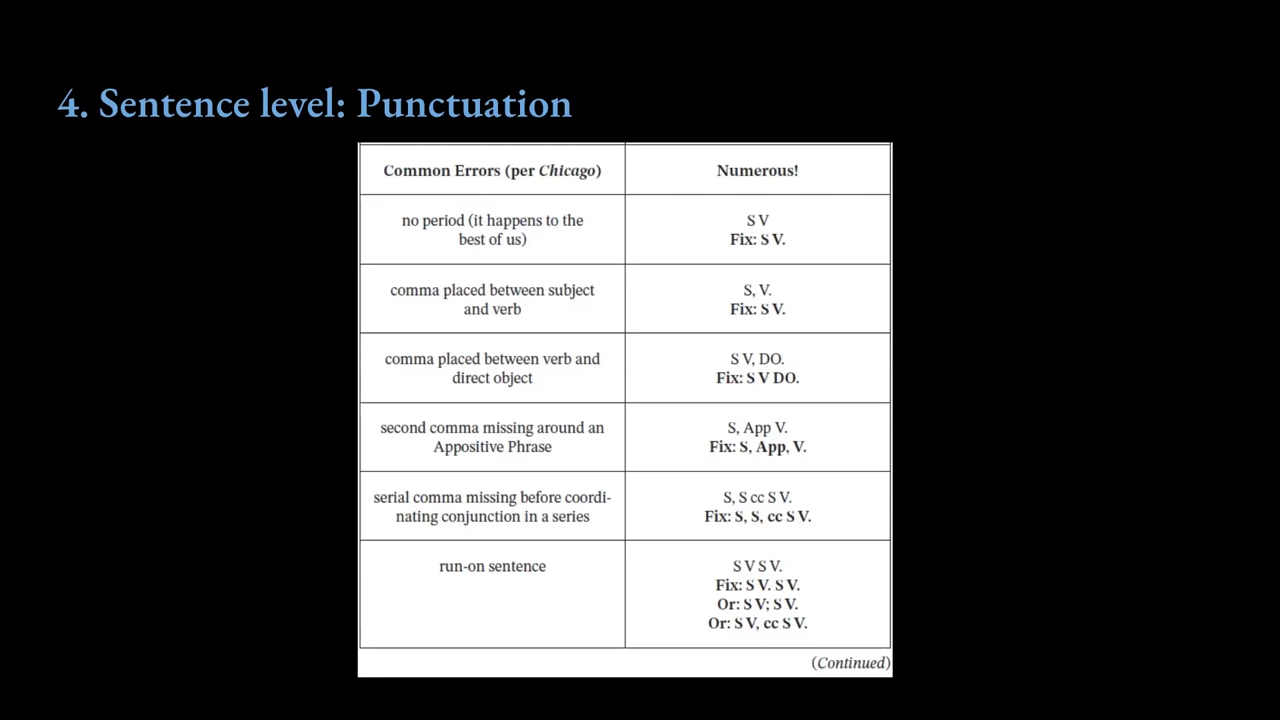 4. Sentence level: Punctuation
Common Errors (per Chicago)
Numerous!
no period (it happens to the
best of us)
S V
Fix: S V.
comma placed between subject
and verb
S, V.
Fix: S V.
comma placed between verb and
direct object
S V, DO.
Fix: S V DO.
second comma missing around an
Appositive Phrase
S, App V.
Fix: S, App, V.
serial comma missing before coordi-
nating conjunction in a series
S, S cc S V.
Fix: S, S, cc S V.
run-on sentence
S V S V.
Fix: S V. S V.
Or: S V; S V.
Or: S V, cc S V.
(Continued)